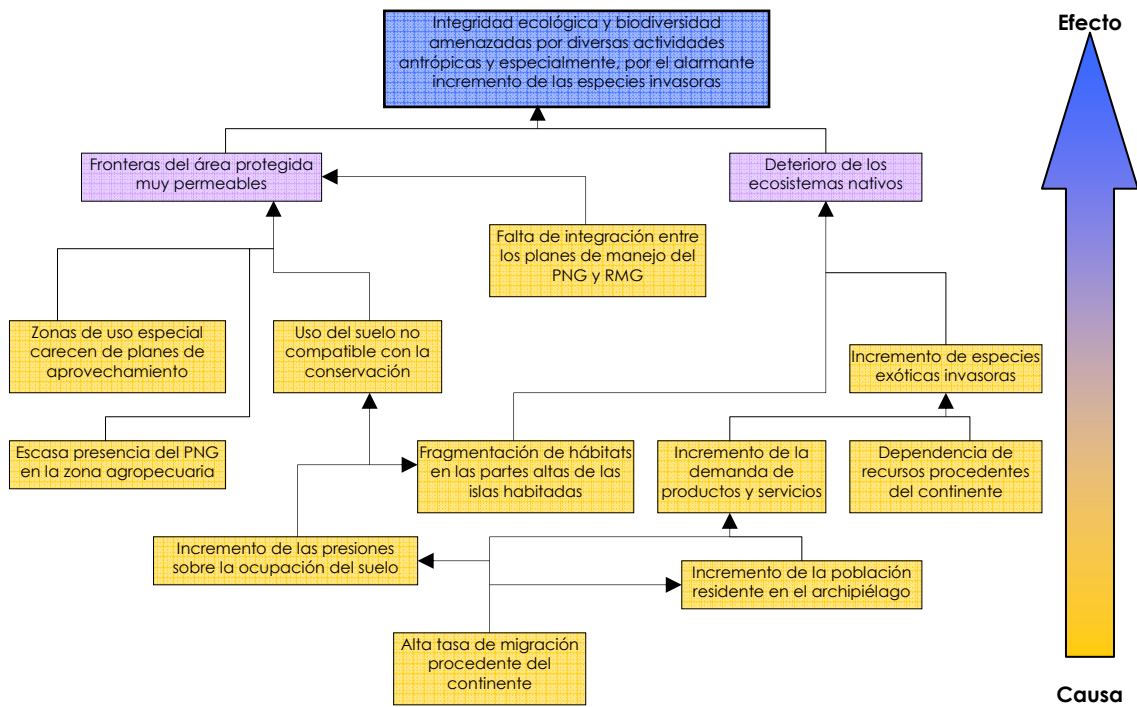 Integridad ecológica y biodiversidad
amenazadas por diversas actividades
antrópicas y especialmente, por el alarmante
incremento de las especies invasoras
Efecto
Fronteras del área protegida
muy permeables
Deterioro de los
ecosistemas nativos
Falta de integración entre
los planes de manejo del
PNG y RMG
Zonas de uso especial
carecen de planes de
aprovechamiento
Uso del suelo no
compatible con la
conservación
Incremento de especies
exóticas invasoras
Escasa presencia del PNG
en la zona agropecuaria
Fragmentación de hábitats
en las partes altas de las
islas habitadas
Incremento de la
demanda de
productos y servicios
Dependencia de
recursos procedentes
del continente
Incremento de las presiones
sobre la ocupación del suelo
Incremento de la población
residente en el archipiélago
Alta tasa de migración
procedente del
continente
Causa